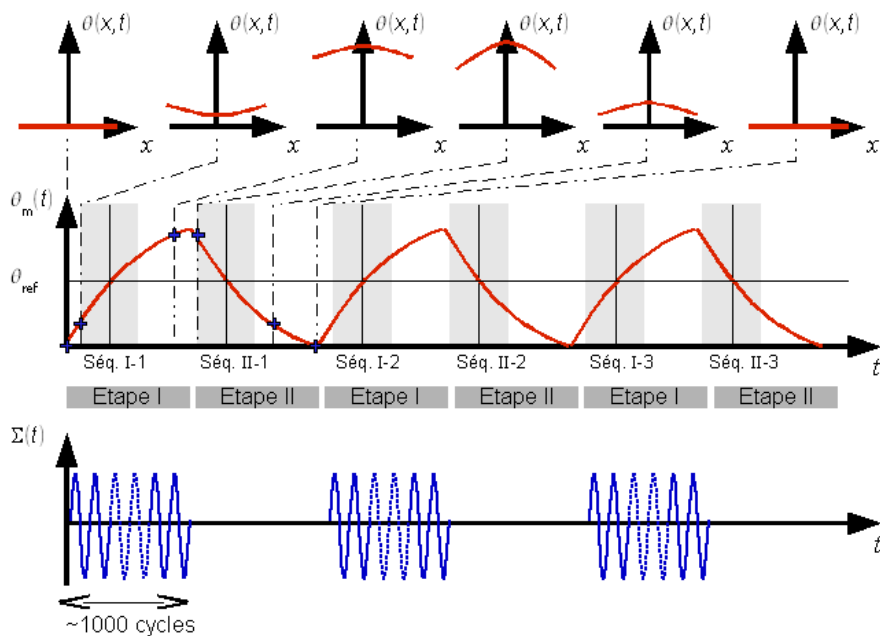 θ(x,t) θ(x,t) θ(x,t) θ(x,t) θ(x,t) θ(x,t)
x x x x x x
θm(t)
θref
Séq. I-1 Séq. II-1 Séq. I-2 Séq. II-2 Séq. I-3 Séq. II-3 t
Etape I Etape II Etape I Etape II Etape I Etape II
Σ(t)
t
~1000 cycles